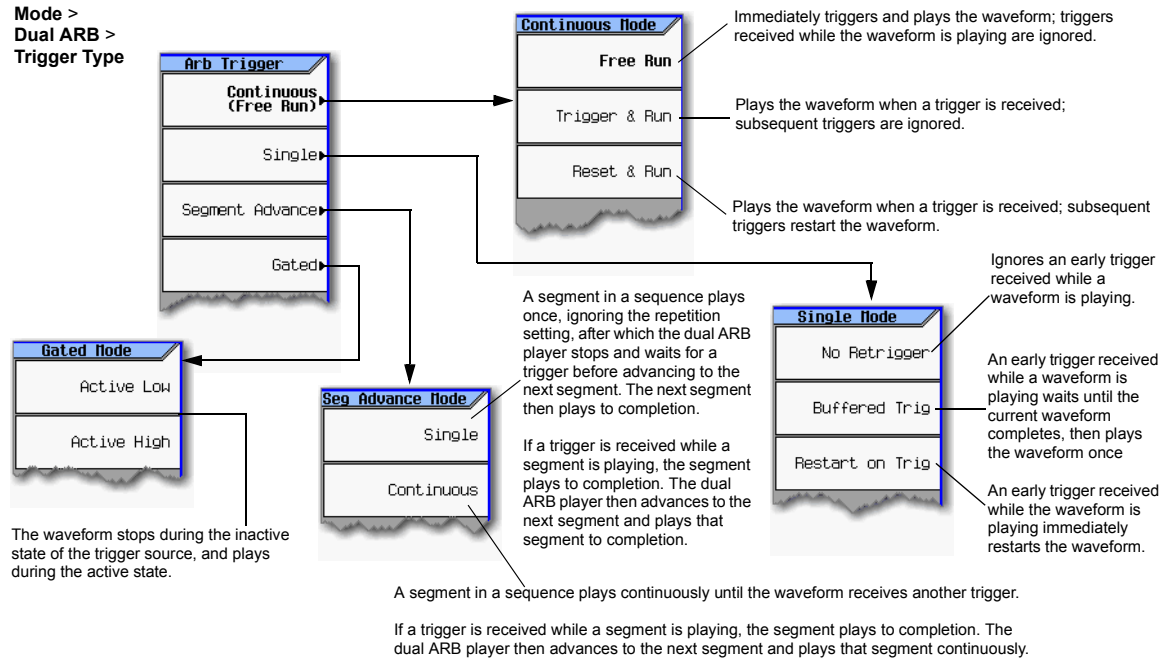 Mode >
Dual ARB >
Trigger Type
Arb Trigger
Continuous
(Free Run)
Single
Segment Advance
Gated
Continuous Mode
Free Run
Trigger & Run
Reset & Run
Immediately triggers and plays the waveform; triggers
received while the waveform is playing are ignored.
Plays the waveform when a trigger is received;
subsequent triggers are ignored.
Plays the waveform when a trigger is received; subsequent
triggers restart the waveform.
Gated Mode
Active Low
Active High
The waveform stops during the inactive
state of the trigger source, and plays
during the active state.
Seg Advance Mode
Single
Continuous
A segment in a sequence plays
once, ignoring the repetition
setting, after which the dual ARB
player stops and waits for a
trigger before advancing to the
next segment. The next segment
then plays to completion.
If a trigger is received while a
segment is playing, the segment
plays to completion. The dual
ARB player then advances to the
next segment and plays that
segment to completion.
Single Mode
No Retrigger
Buffered Trig
Restart on Trig
Ignores an early trigger
received while a
waveform is playing.
An early trigger received
while a waveform is
playing waits until the
current waveform
completes, then plays
the waveform once
An early trigger received
while the waveform is
playing immediately
restarts the waveform.
A segment in a sequence plays continuously until the waveform receives another trigger.
If a trigger is received while a segment is playing, the segment plays to completion. The
dual ARB player then advances to the next segment and plays that segment continuously.